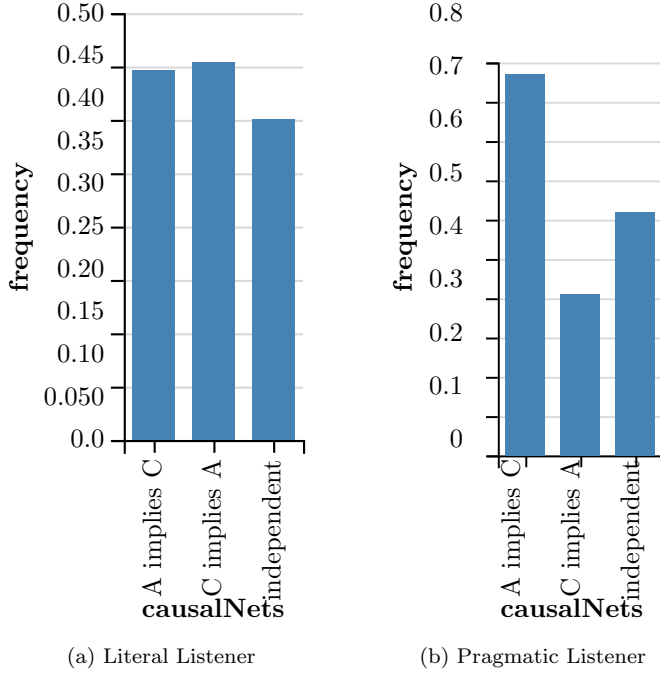 0.50
0.45
0.40
0.35
0.30
0.25
0.20
0.15
0.10
0.050
0.0
frequency
A implies C
C implies A
independent
causalNets
(a) Literal Listener
0.8
0.7
0.6
0.5
0.4
0.3
0.2
0.1
0
frequency
A implies C
C implies A
independent
causalNets
(b) Pragmatic Listener